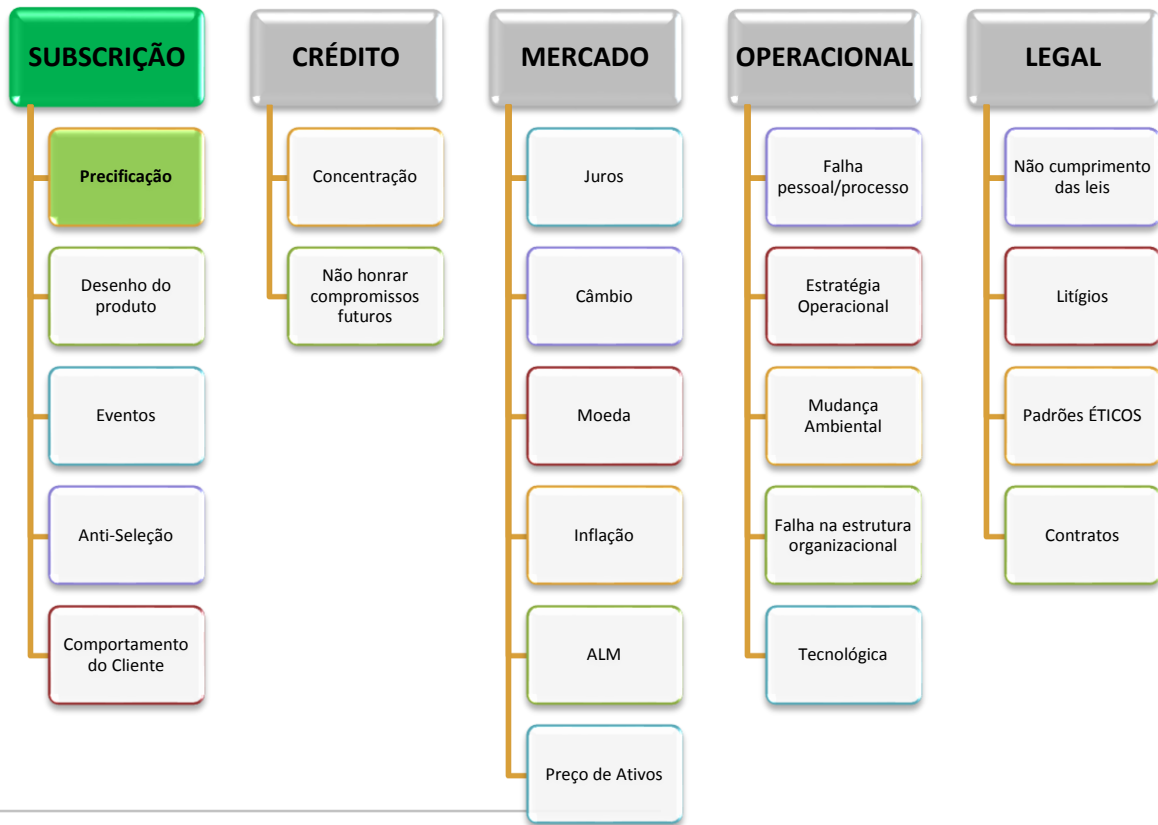 SUBSCRIÇÃO
Precificação
Desenho do
produto
Eventos
Anti-Seleção
Comportamento
do Cliente
CRÉDITO
Concentração
Não honrar
compromissos
futuros
MERCADO
Juros
Câmbio
Moeda
Inflação
ALM
Preço de Ativos
OPERACIONAL
Falha
pessoal/processo
Estratégia
Operacional
Mudança
Ambiental
Falha na estrutura
organizacional
Tecnológica
LEGAL
Não cumprimento
das leis
Litígios
Padrões ÉTICOS
Contratos